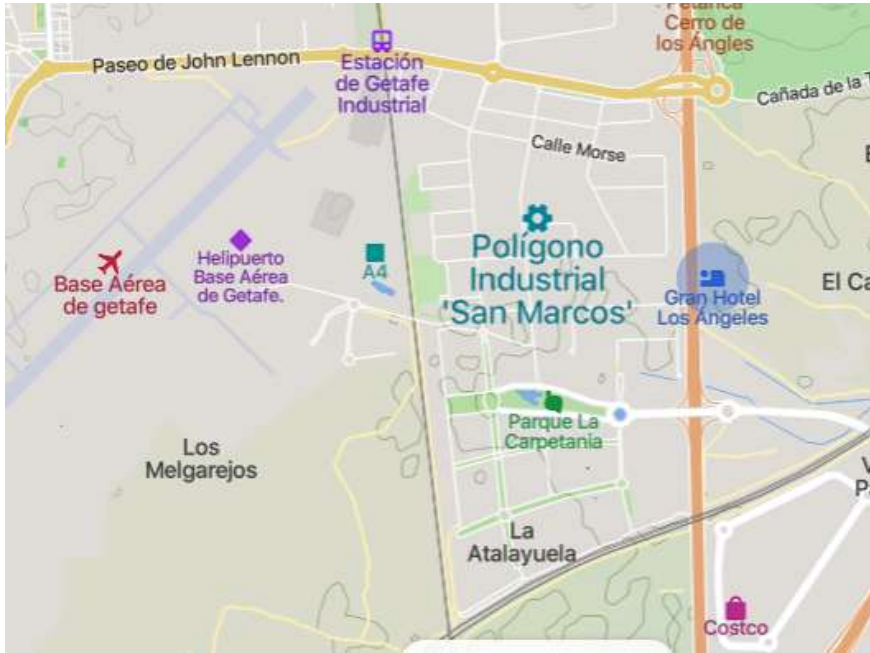 Petanca
Cerro de
los Ángles
Paseo de John Lennon
Estación
de Getafe
Industrial
Cañada de la T
Calle Morse
E
Polígono
Industrial
'San Marcos'
Helipuerto
Base Aérea
de Getafe.
A4
Base Aérea
de getafe
El Ca
Gran Hotel
Los Ángeles
Parque La
Carpetania
Los
Melgarejos
V
Pa
La
Atalayuela
Costco